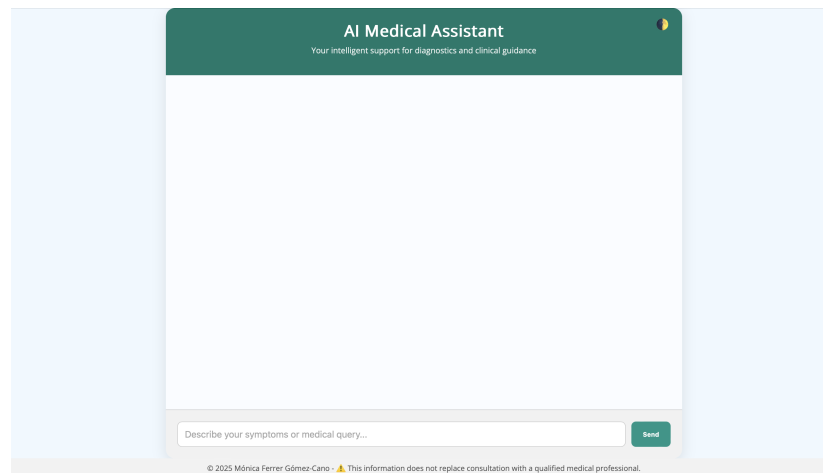 AI Medical Assistant
Your intelligent support for diagnostics and clinical guidance
Describe your symptoms or medical query...
Send
© 2025 Mónica Ferrer Gómez-Cano - ⚠️ This information does not replace consultation with a qualified medical professional.